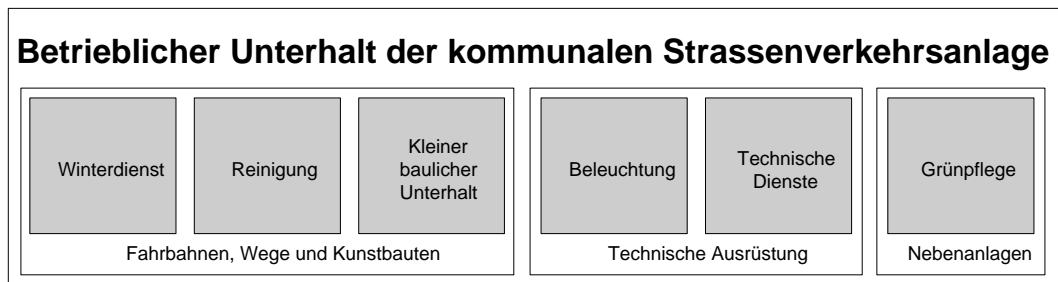 Betrieblicher Unterhalt der kommunalen Strassenverkehrsanlage
Winterdienst
Reinigung
Kleiner
baulicher
Unterhalt
Fahrbahnen, Wege und Kunstbauten
Beleuchtung
Technische
Dienste
Technische Ausrüstung
Grünpflege
Nebenanlagen